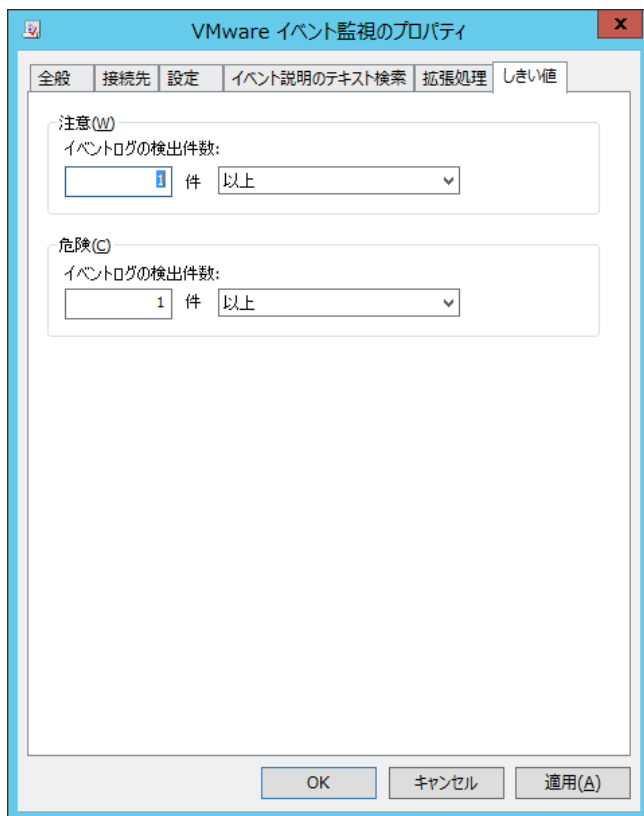 VMware イベント監視のプロパティ
x
全般 接続先 設定 イベント説明のテキスト検索 拡張処理 しきい値
注意(W)
イベントログの検出件数:
1 件 以上
危険(C)
イベントログの検出件数:
1 件 以上
OK キャンセル 適用(A)